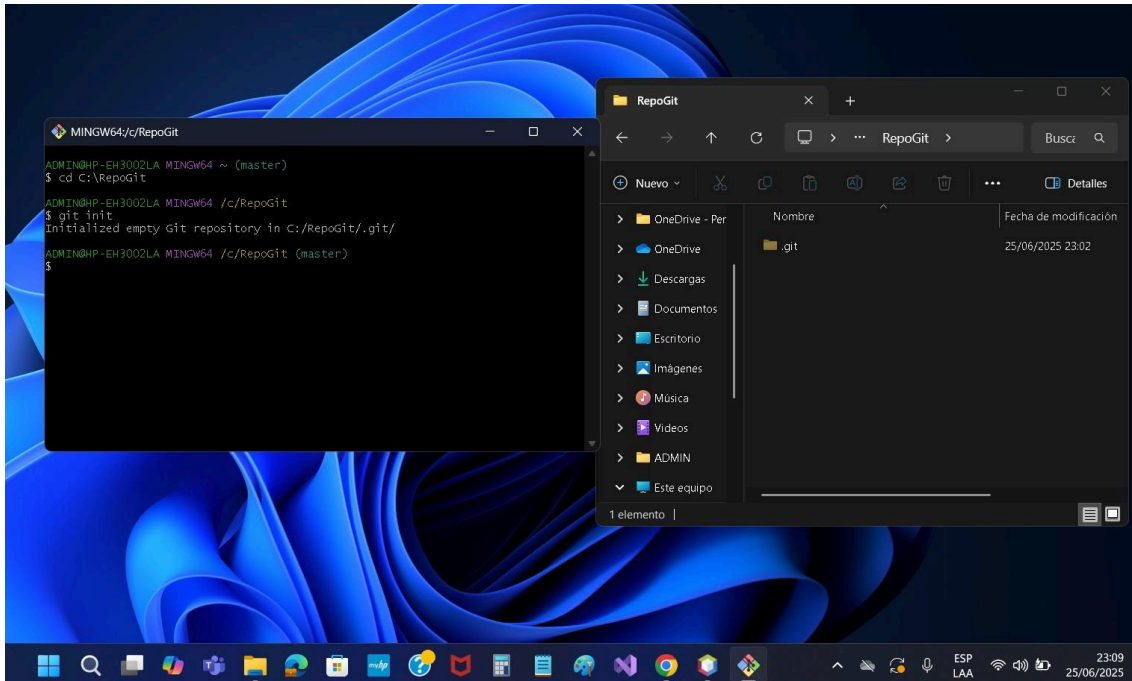 MINGW64:/c/RepoGit
ADMIN@HP-EH3002LA MINGW64 ~ (master)
$ cd C:\RepoGit
ADMIN@HP-EH3002LA MINGW64 /c/RepoGit
$ git init
Initialized empty Git repository in C:/RepoGit/.git/
ADMIN@HP-EH3002LA MINGW64 /c/RepoGit (master)
$
RepoGit
RepoGit
Busca
Nuevo
Detalles
Nombre
Fecha de modificación
.git
25/06/2025 23:02
OneDrive - Per
OneDrive
Descargas
Documentos
Escritorio
Imágenes
Música
Videos
ADMIN
Este equipo
1 elemento
myhp
ESP
LAA
23:09
25/06/2025